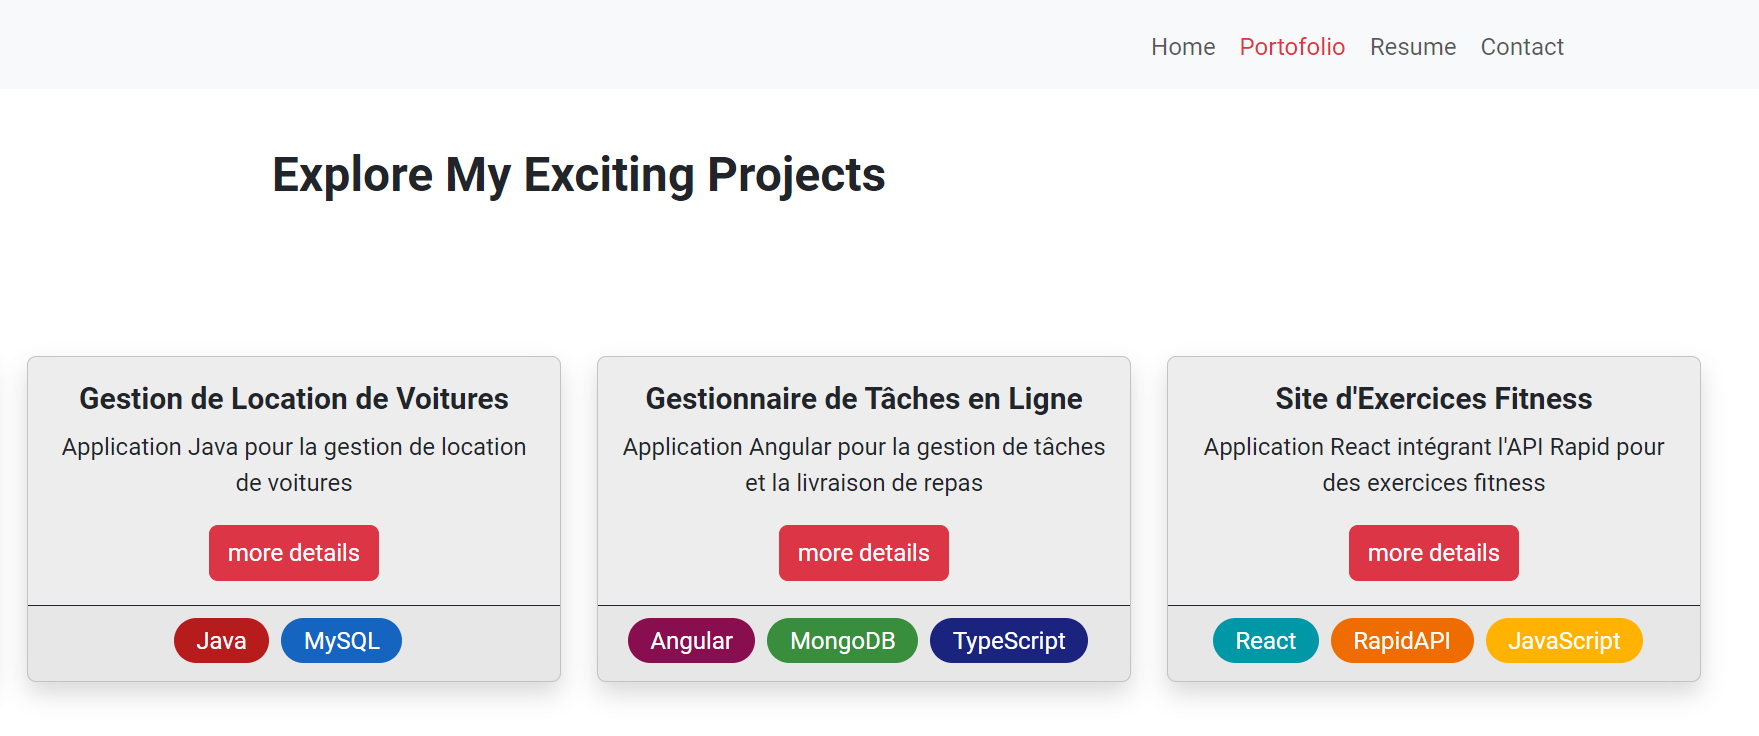 Home Portofolio Resume Contact
Explore My Exciting Projects
Gestion de Location de Voitures
Application Java pour la gestion de location
de voitures
more details
Java MySQL
Gestionnaire de Tâches en Ligne
Application Angular pour la gestion de tâches
et la livraison de repas
more details
Angular MongoDB TypeScript
Site d'Exercices Fitness
Application React intégrant l'API Rapid pour
des exercices fitness
more details
React RapidAPI JavaScript